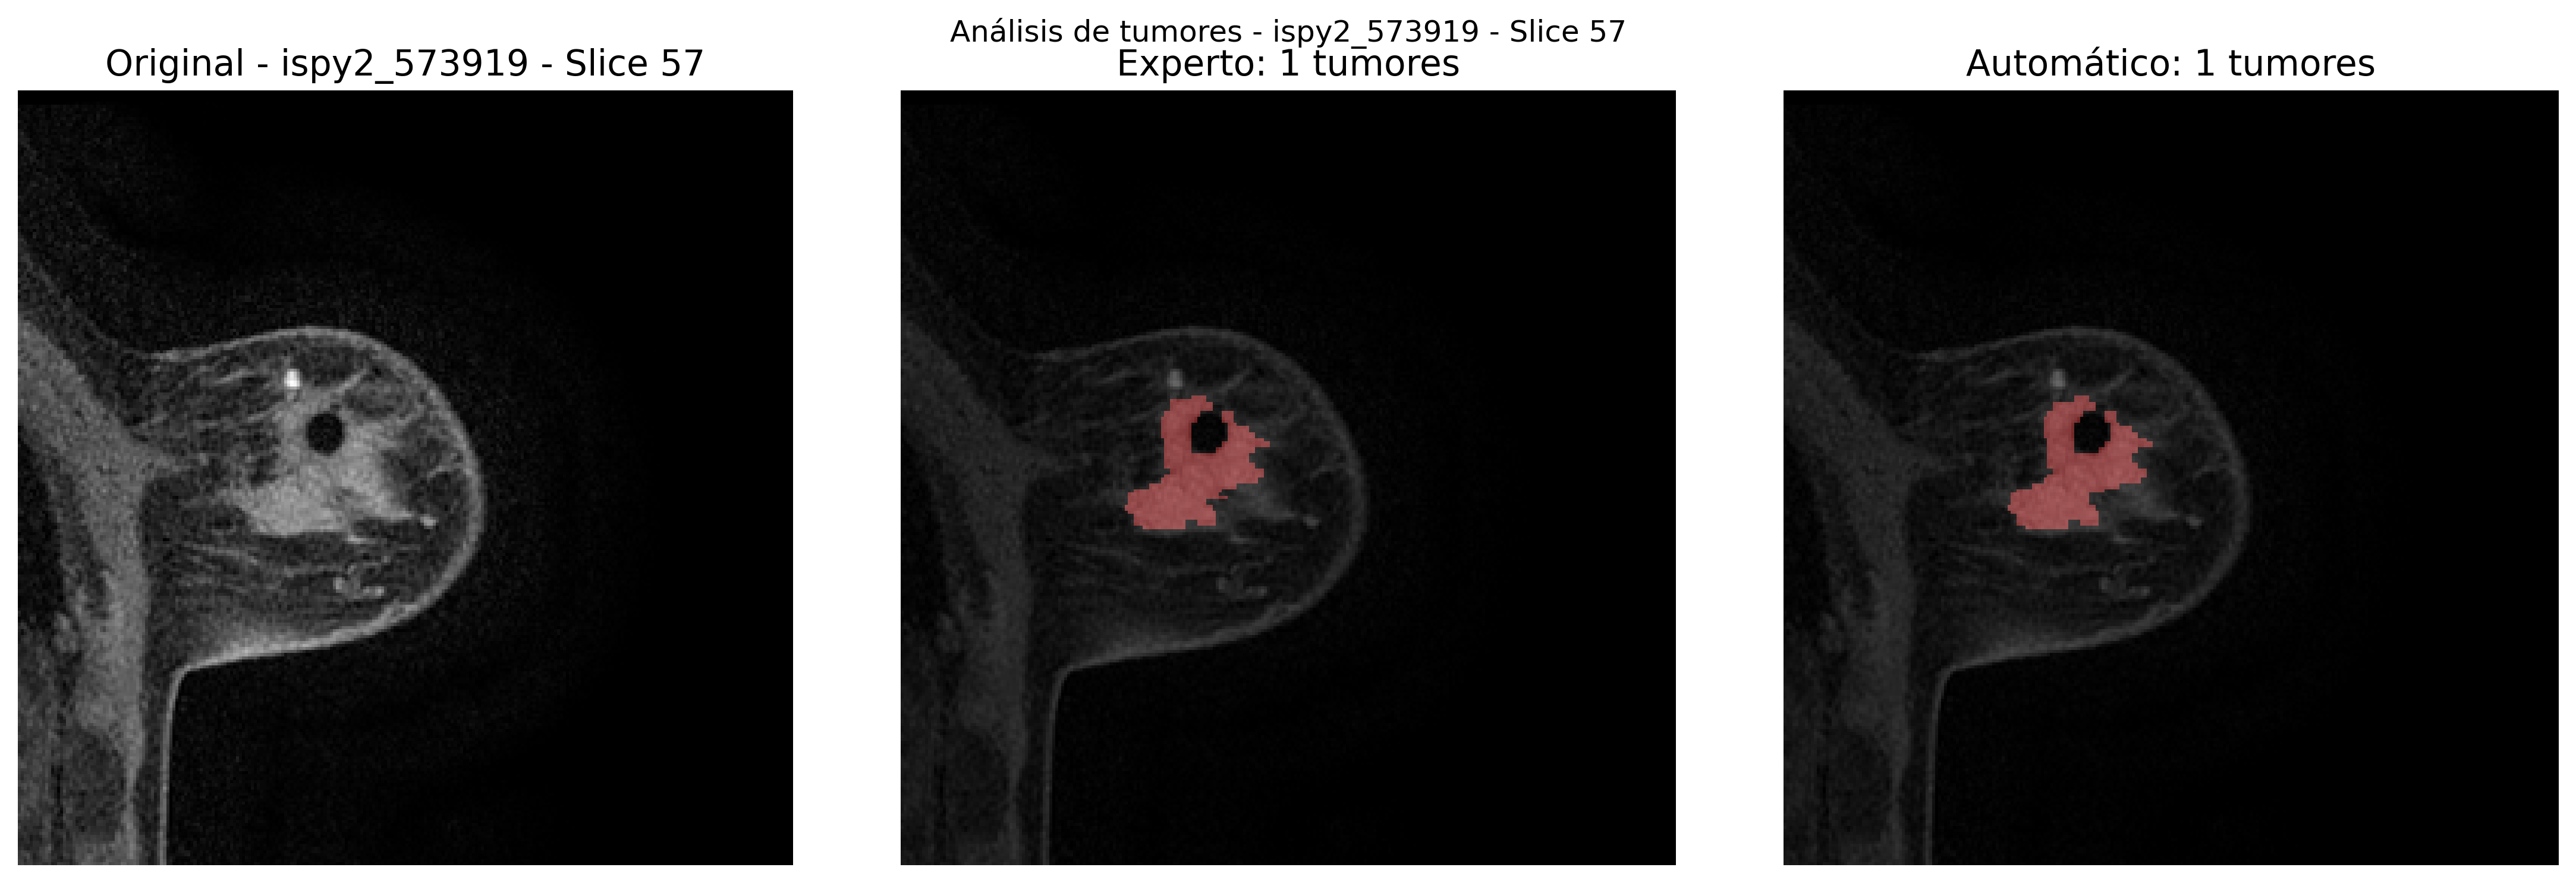 Análisis de tumores - ispy2_573919 - Slice 57
Original - ispy2_573919 - Slice 57
Experto: 1 tumores
Automático: 1 tumores